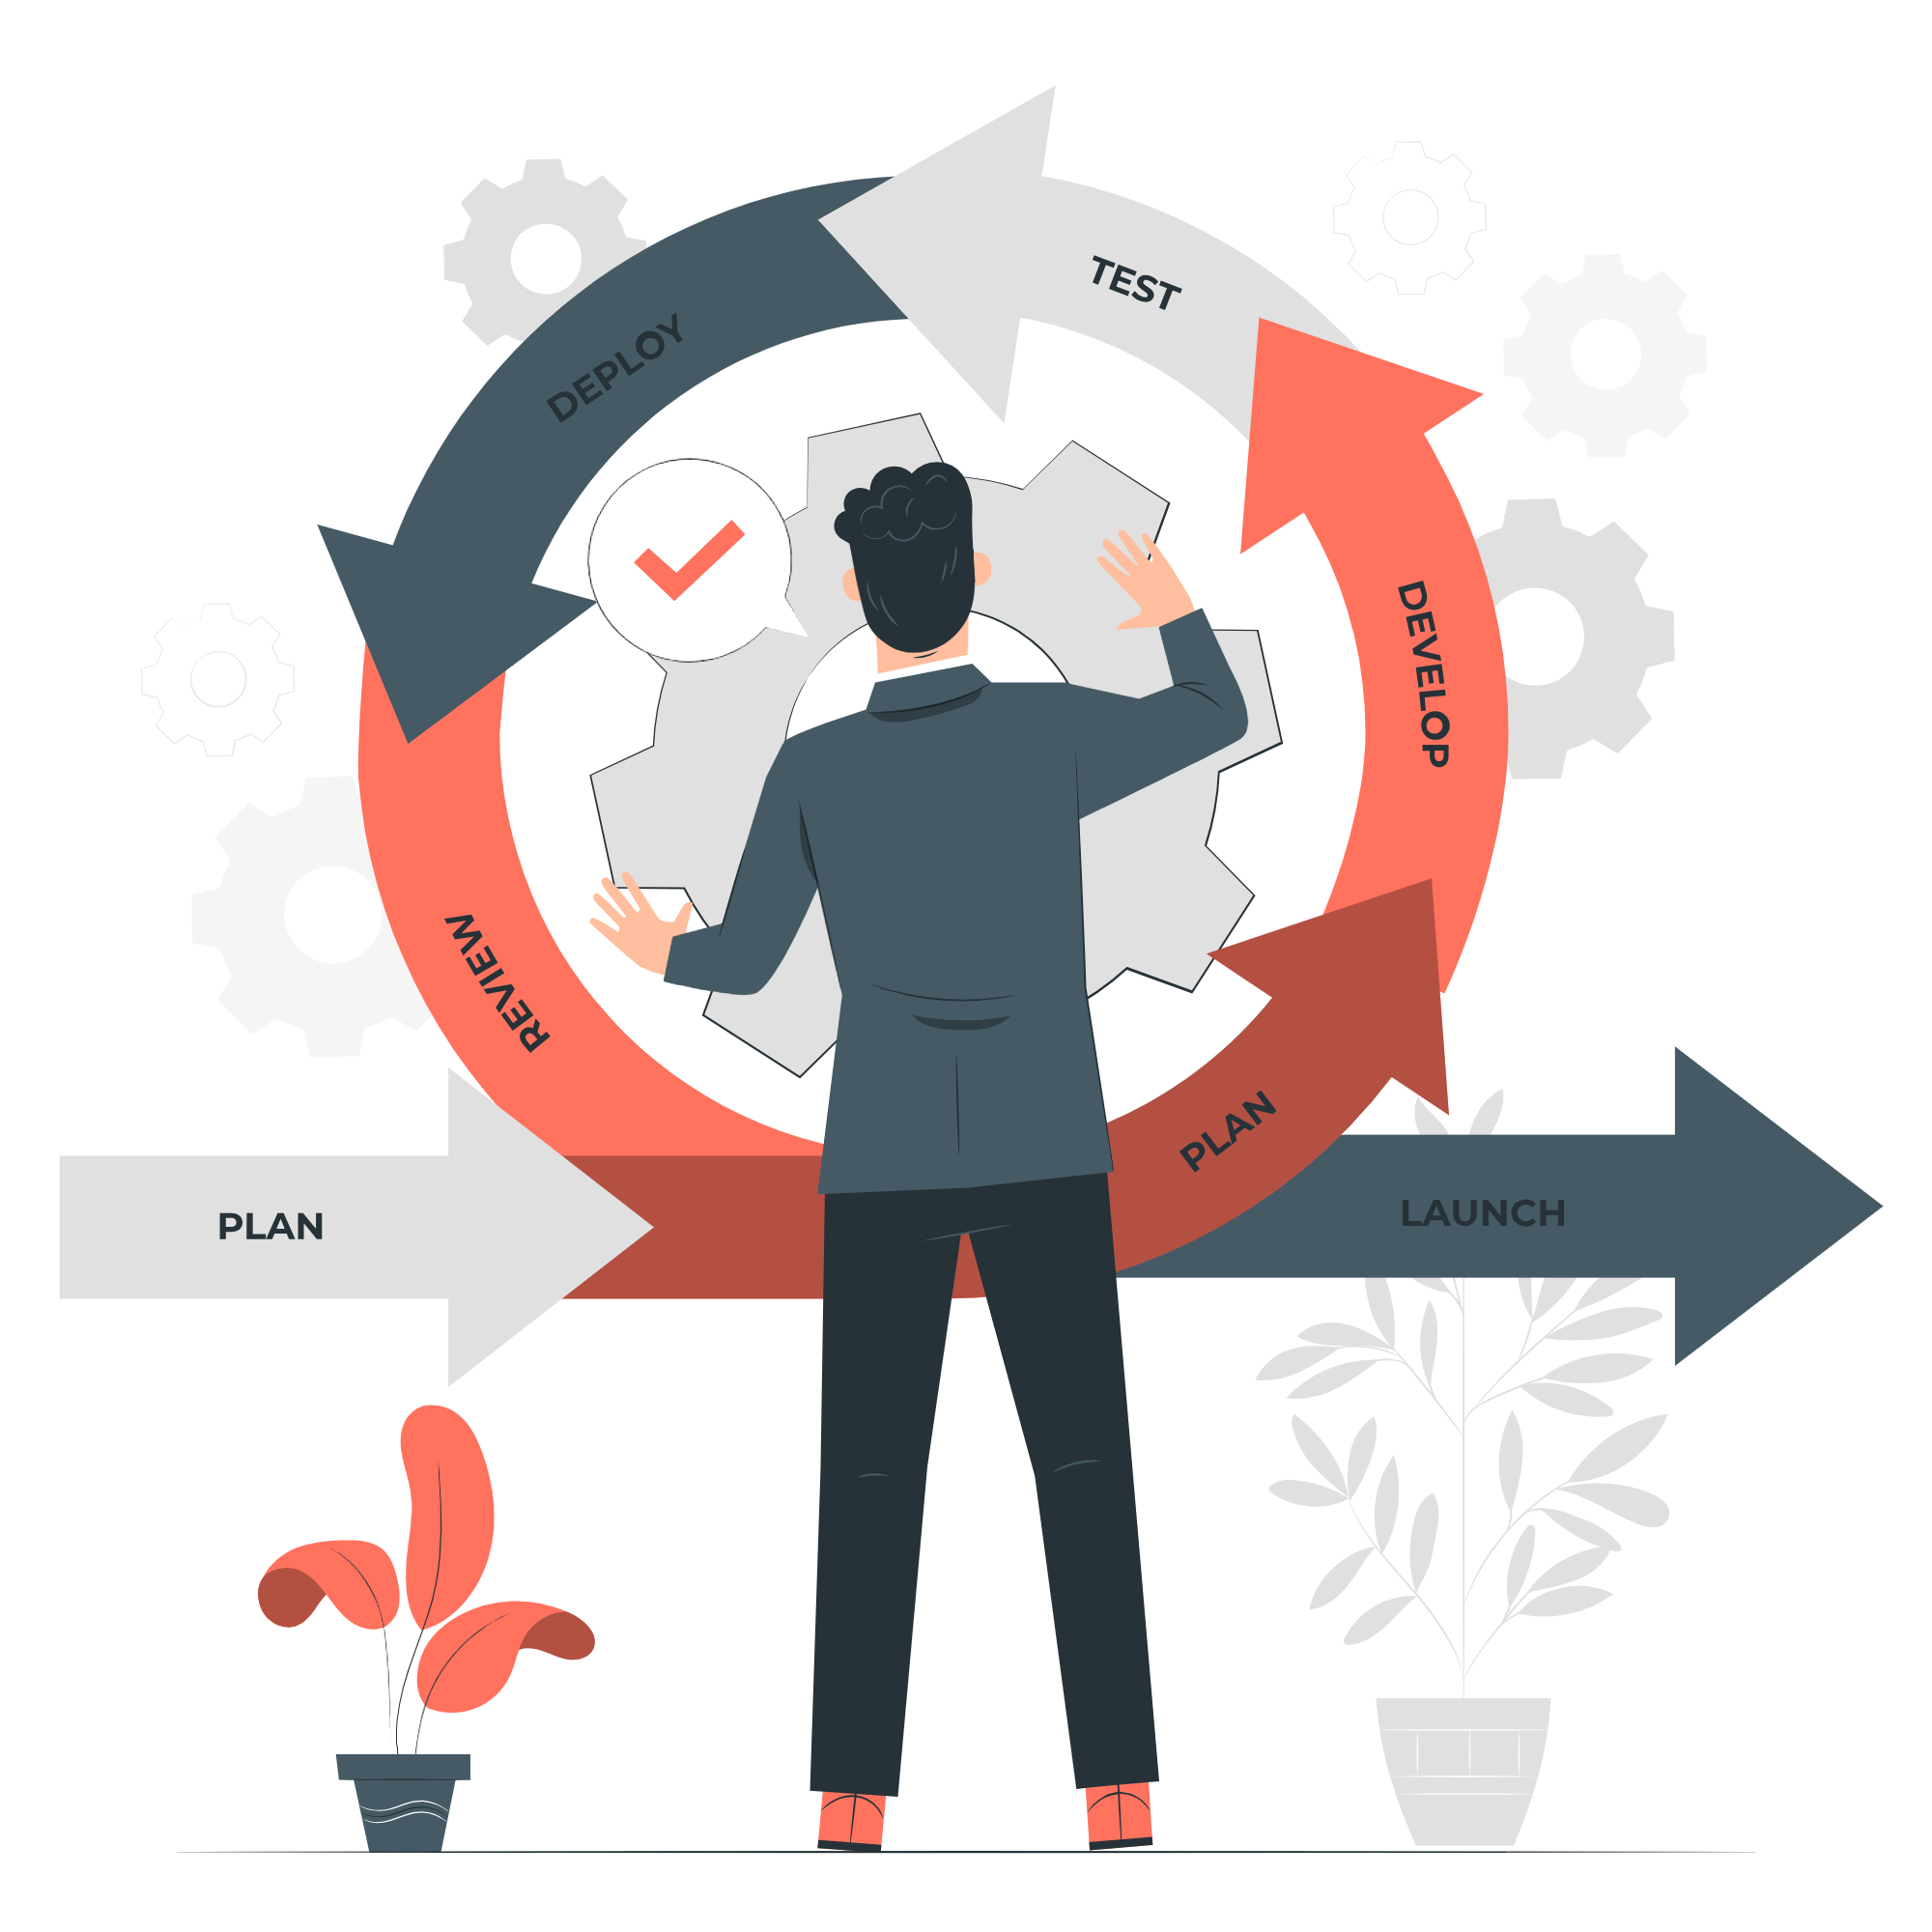 TEST
DEPLOY
DEVELOP
REVIEW
PLAN
PLAN
LAUNCH